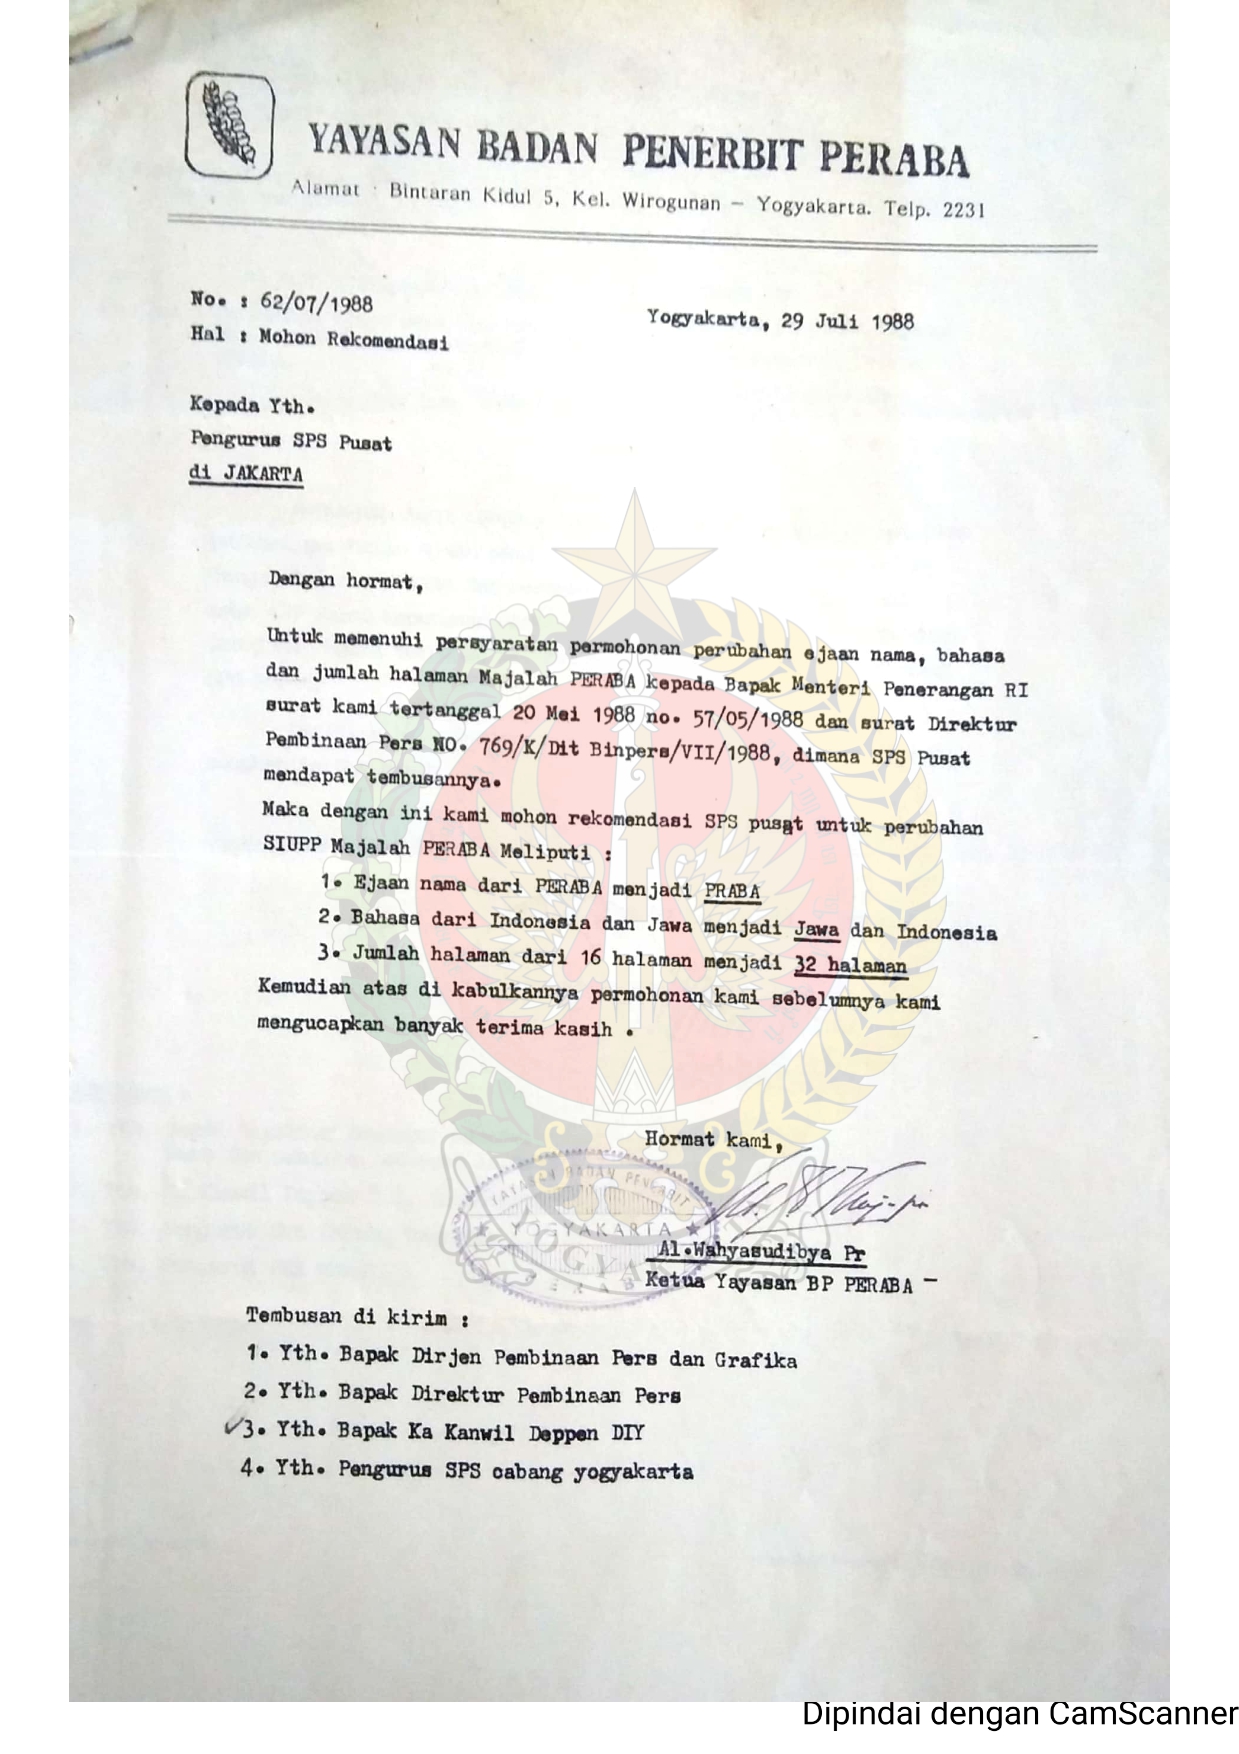 YAYASAN BADAN PENERBIT PERABA
Alamat : Bintaran Kidul 5, Kel. Wirogunan – Yogyakarta. Telp. 2231
No. : 62/07/1988
Yogyakarta, 29 Juli 1988
Hal : Mohon Rekomendasi
Kepada Yth.
Pengurus SPS Pusat
di JAKARTA
Dengan hormat,
Untuk memenuhi persyaratan permohonan perubahan ejaan nama, bahasa
dan jumlah halaman Majalah PERABA kepada Bapak Menteri Penerangan RI
surat kami tertanggal 20 Mei 1988 no. 57/05/1988 dan surat Direktur
Pembinaan Pers NO. 769/K/Dit Binpers/VII/1988, dimana SPS Pusat
mendapat tembusannya.
Maka dengan ini kami mohon rekomendasi SPS pusat untuk perubahan
SIUPP Majalah PERABA Meliputi :
1. Ejaan nama dari PERABA menjadi PRABA
2. Bahasa dari Indonesia dan Jawa menjadi Jawa dan Indonesia
3. Jumlah halaman dari 16 halaman menjadi 32 halaman
Kemudian atas di kabulkannya permohonan kami sebelumnya kami
mengucapkan banyak terima kasih .
Hormat kami,
YAYASAN BADAN PENERBIT
YOGYAKARTA
PERABA
YOGYAKARTA
Al.Wahyasudibya Pr
Ketua Yayasan BP PERABA –
Tembusan di kirim :
1. Yth. Bapak Dirjen Pembinaan Pers dan Grafika
2. Yth. Bapak Direktur Pembinaan Pers
3. Yth. Bapak Ka Kanwil Deppen DIY
4. Yth. Pengurus SPS cabang yogyakarta
Dipindai dengan CamScanner